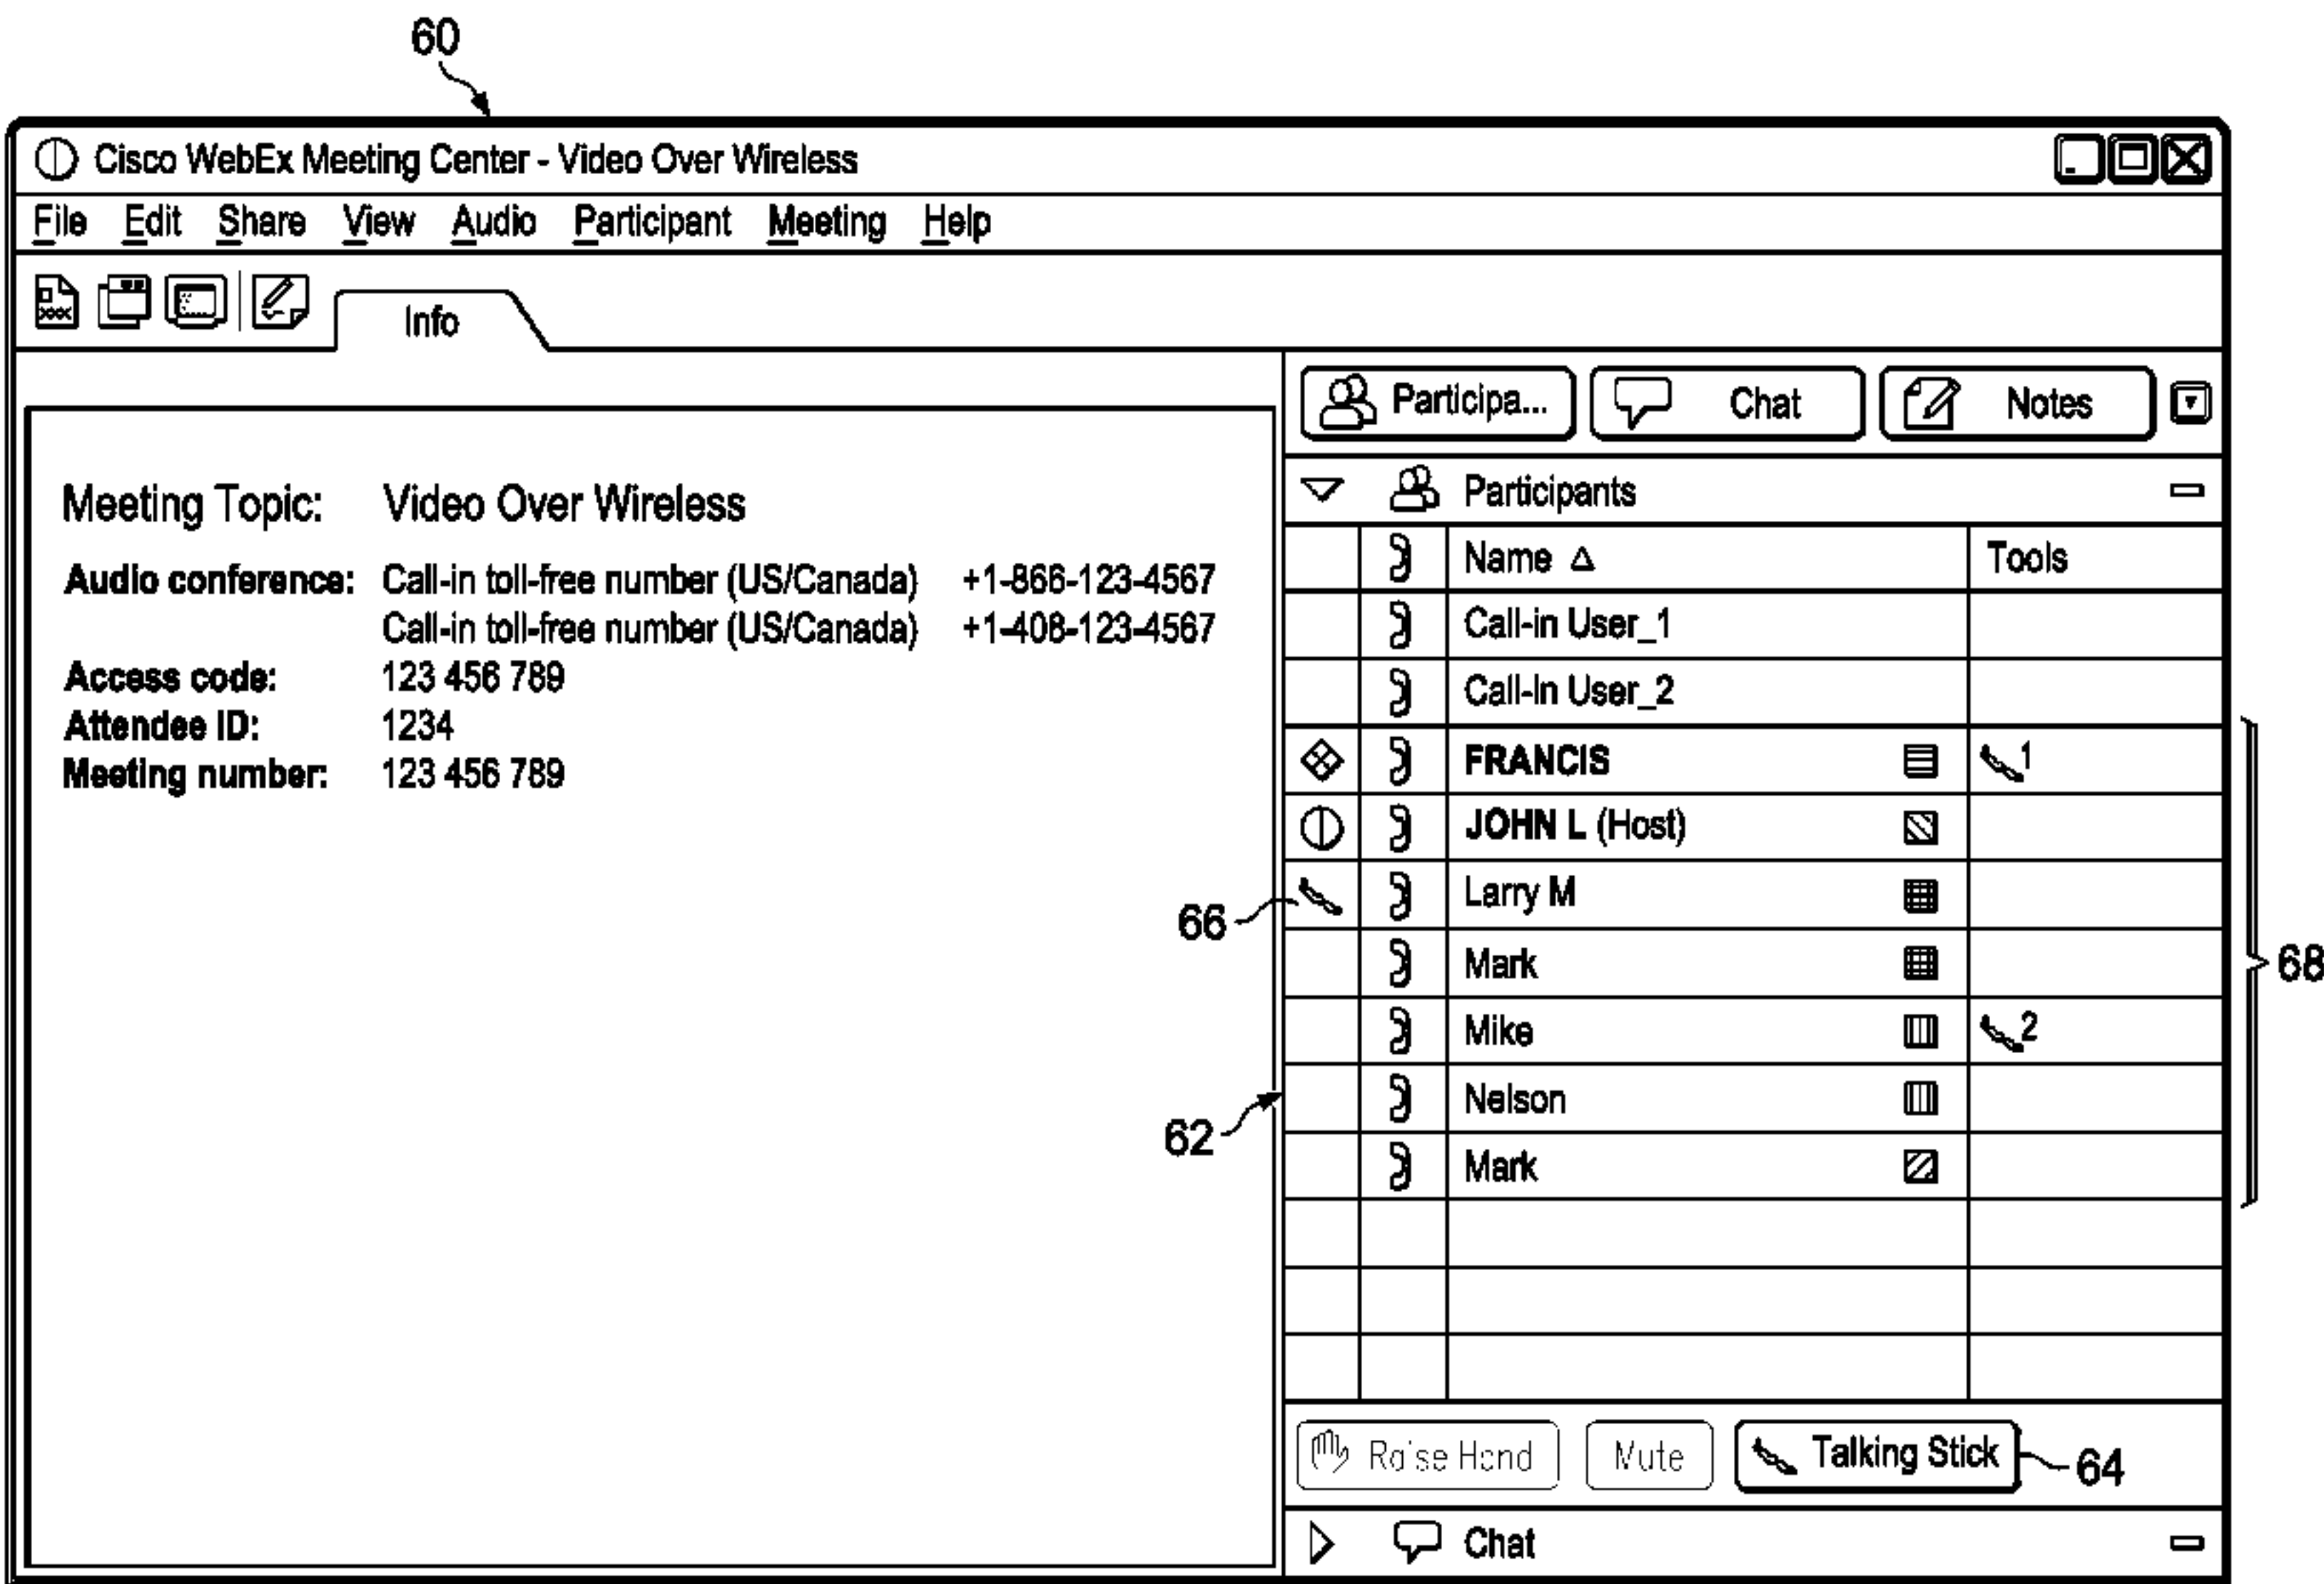 60
Cisco WebEx Meeting Center - Video Over Wireless
File Edit Share View Audio Participant Meeting Help
Info
Participa... Chat Notes
Meeting Topic: Video Over Wireless
Audio conference: Call-in toll-free number (US/Canada) +1-866-123-4567
Call-in toll-free number (US/Canada) +1-408-123-4567
Access code: 123 456 789
Attendee ID: 1234
Meeting number: 123 456 789
Participants
Name Tools
Call-in User_1
Call-in User_2
FRANCIS 1
JOHN L (Host)
Larry M
66
Mark
68
Mike 2
Nelson
62
Mark
Raise Hand Mute Talking Stick 64
Chat